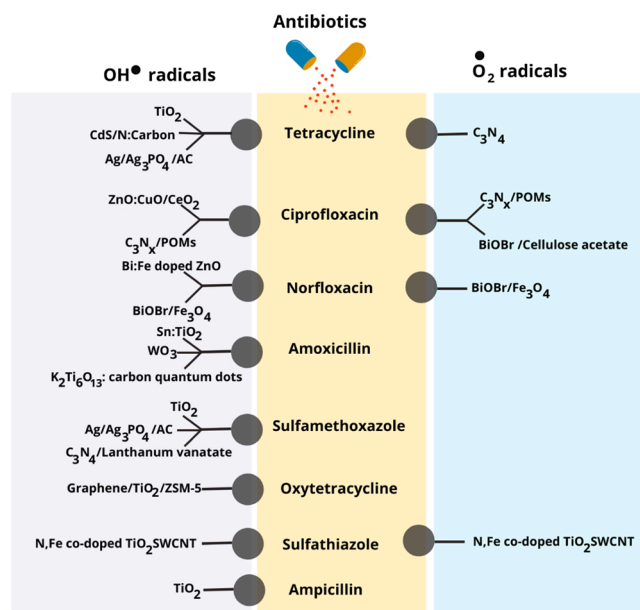 Antibiotics
OH● radicals
O₂ radicals
TiO₂
CdS/N:Carbon
Ag/Ag₃PO₄/AC
Tetracycline
C₃N₄
ZnO:CuO/CeO₂
C₃Nₓ/POMs
Ciprofloxacin
C₃Nₓ/POMs
BiOBr /Cellulose acetate
Bi:Fe doped ZnO
BiOBr/Fe₃O₄
Norfloxacin
BiOBr/Fe₃O₄
Sn:TiO₂
WO₃
K₂Ti₆O₁₃: carbon quantum dots
Amoxicillin
TiO₂
Ag/Ag₃PO₄ /AC
C₃N₄/Lanthanum vanatate
Sulfamethoxazole
Graphene/TiO₂/ZSM-5
Oxytetracycline
N,Fe co-doped TiO₂SWCNT
Sulfathiazole
N,Fe co-doped TiO₂SWCNT
TiO₂
Ampicillin